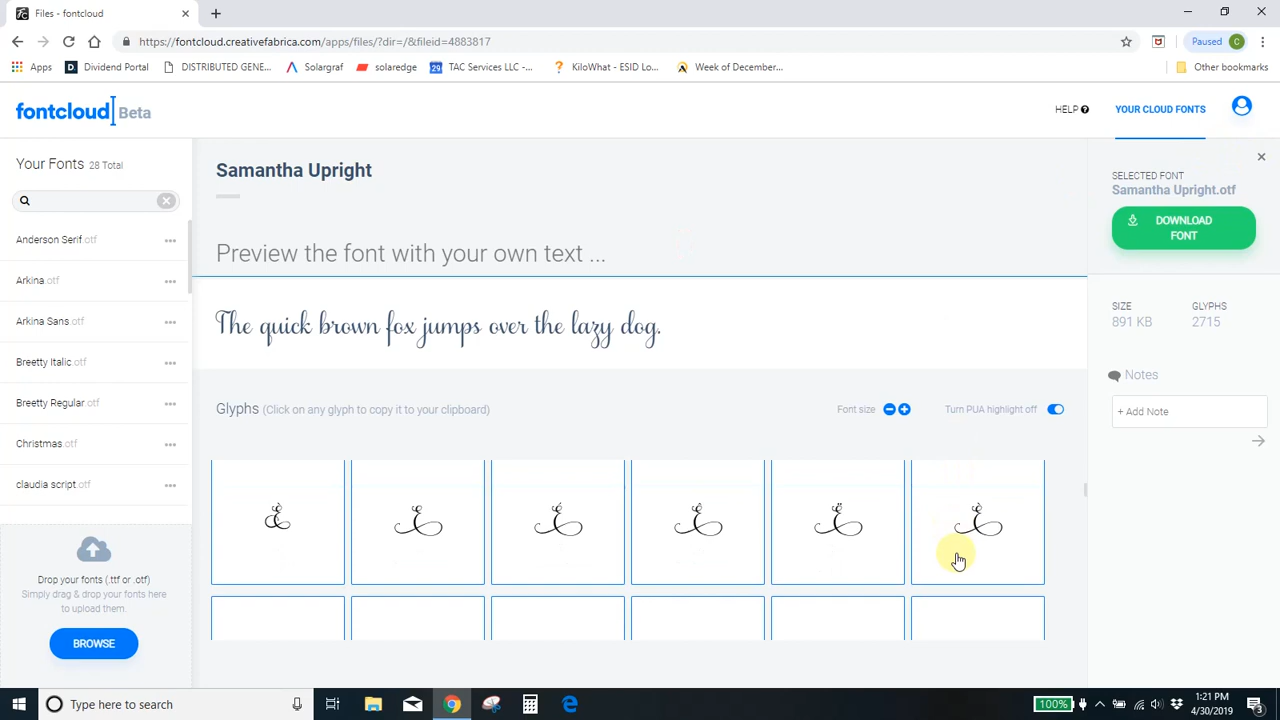 Files - fontcloud
https://fontcloud.creativefabrica.com/apps/files/?dir=/&fileid=4883817
Paused C
Apps
Dividend Portal
DISTRIBUTED GENE...
Solargraf
solaredge
TAC Services LLC -...
KiloWhat - ESID Lo...
Week of December...
Other bookmarks
fontcloud Beta
HELP
YOUR CLOUD FONTS
Your Fonts 28 Total
Anderson Serif.otf
Arkina.otf
Arkina Sans.otf
Breetty Italic.otf
Breetty Regular.otf
Christmas.otf
claudia script.otf
Drop your fonts (.ttf or .otf)
Simply drag & drop your fonts here
to upload them.
BROWSE
Samantha Upright
Preview the font with your own text ...
The quick brown fox jumps over the lazy dog.
Glyphs (Click on any glyph to copy it to your clipboard)
Font size
Turn PUA highlight off
SELECTED FONT
Samantha Upright.otf
DOWNLOAD
FONT
SIZE
891 KB
GLYPHS
2715
Notes
+ Add Note
Type here to search
100%
1:21 PM
4/30/2019